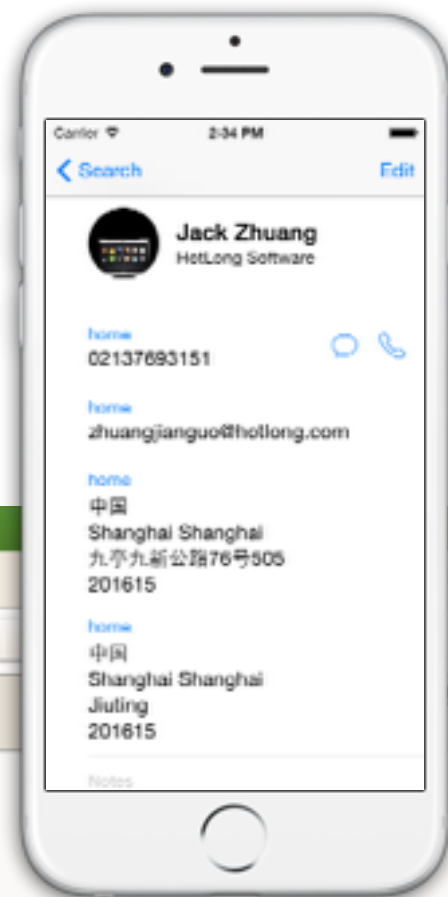 Carrier 2:34 PM
Search Edit
Jack Zhuang
HotLong Software
home
02137693151
home
zhuangjianguo@hotlong.com
home
中国
Shanghai Shanghai
九亭九新公路76号505
201615
home
中国
Shanghai Shanghai
Jiuting
201615
Notes